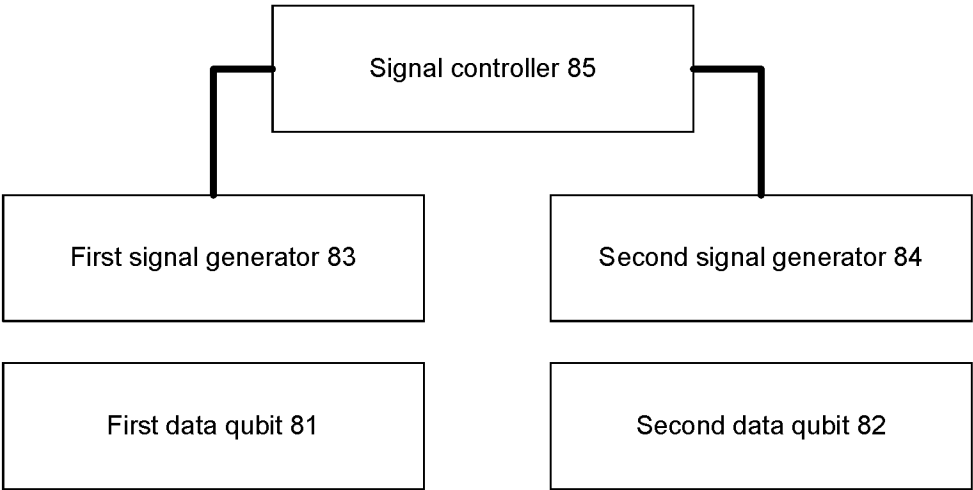 Signal controller 85
First signal generator 83
Second signal generator 84
First data qubit 81
Second data qubit 82